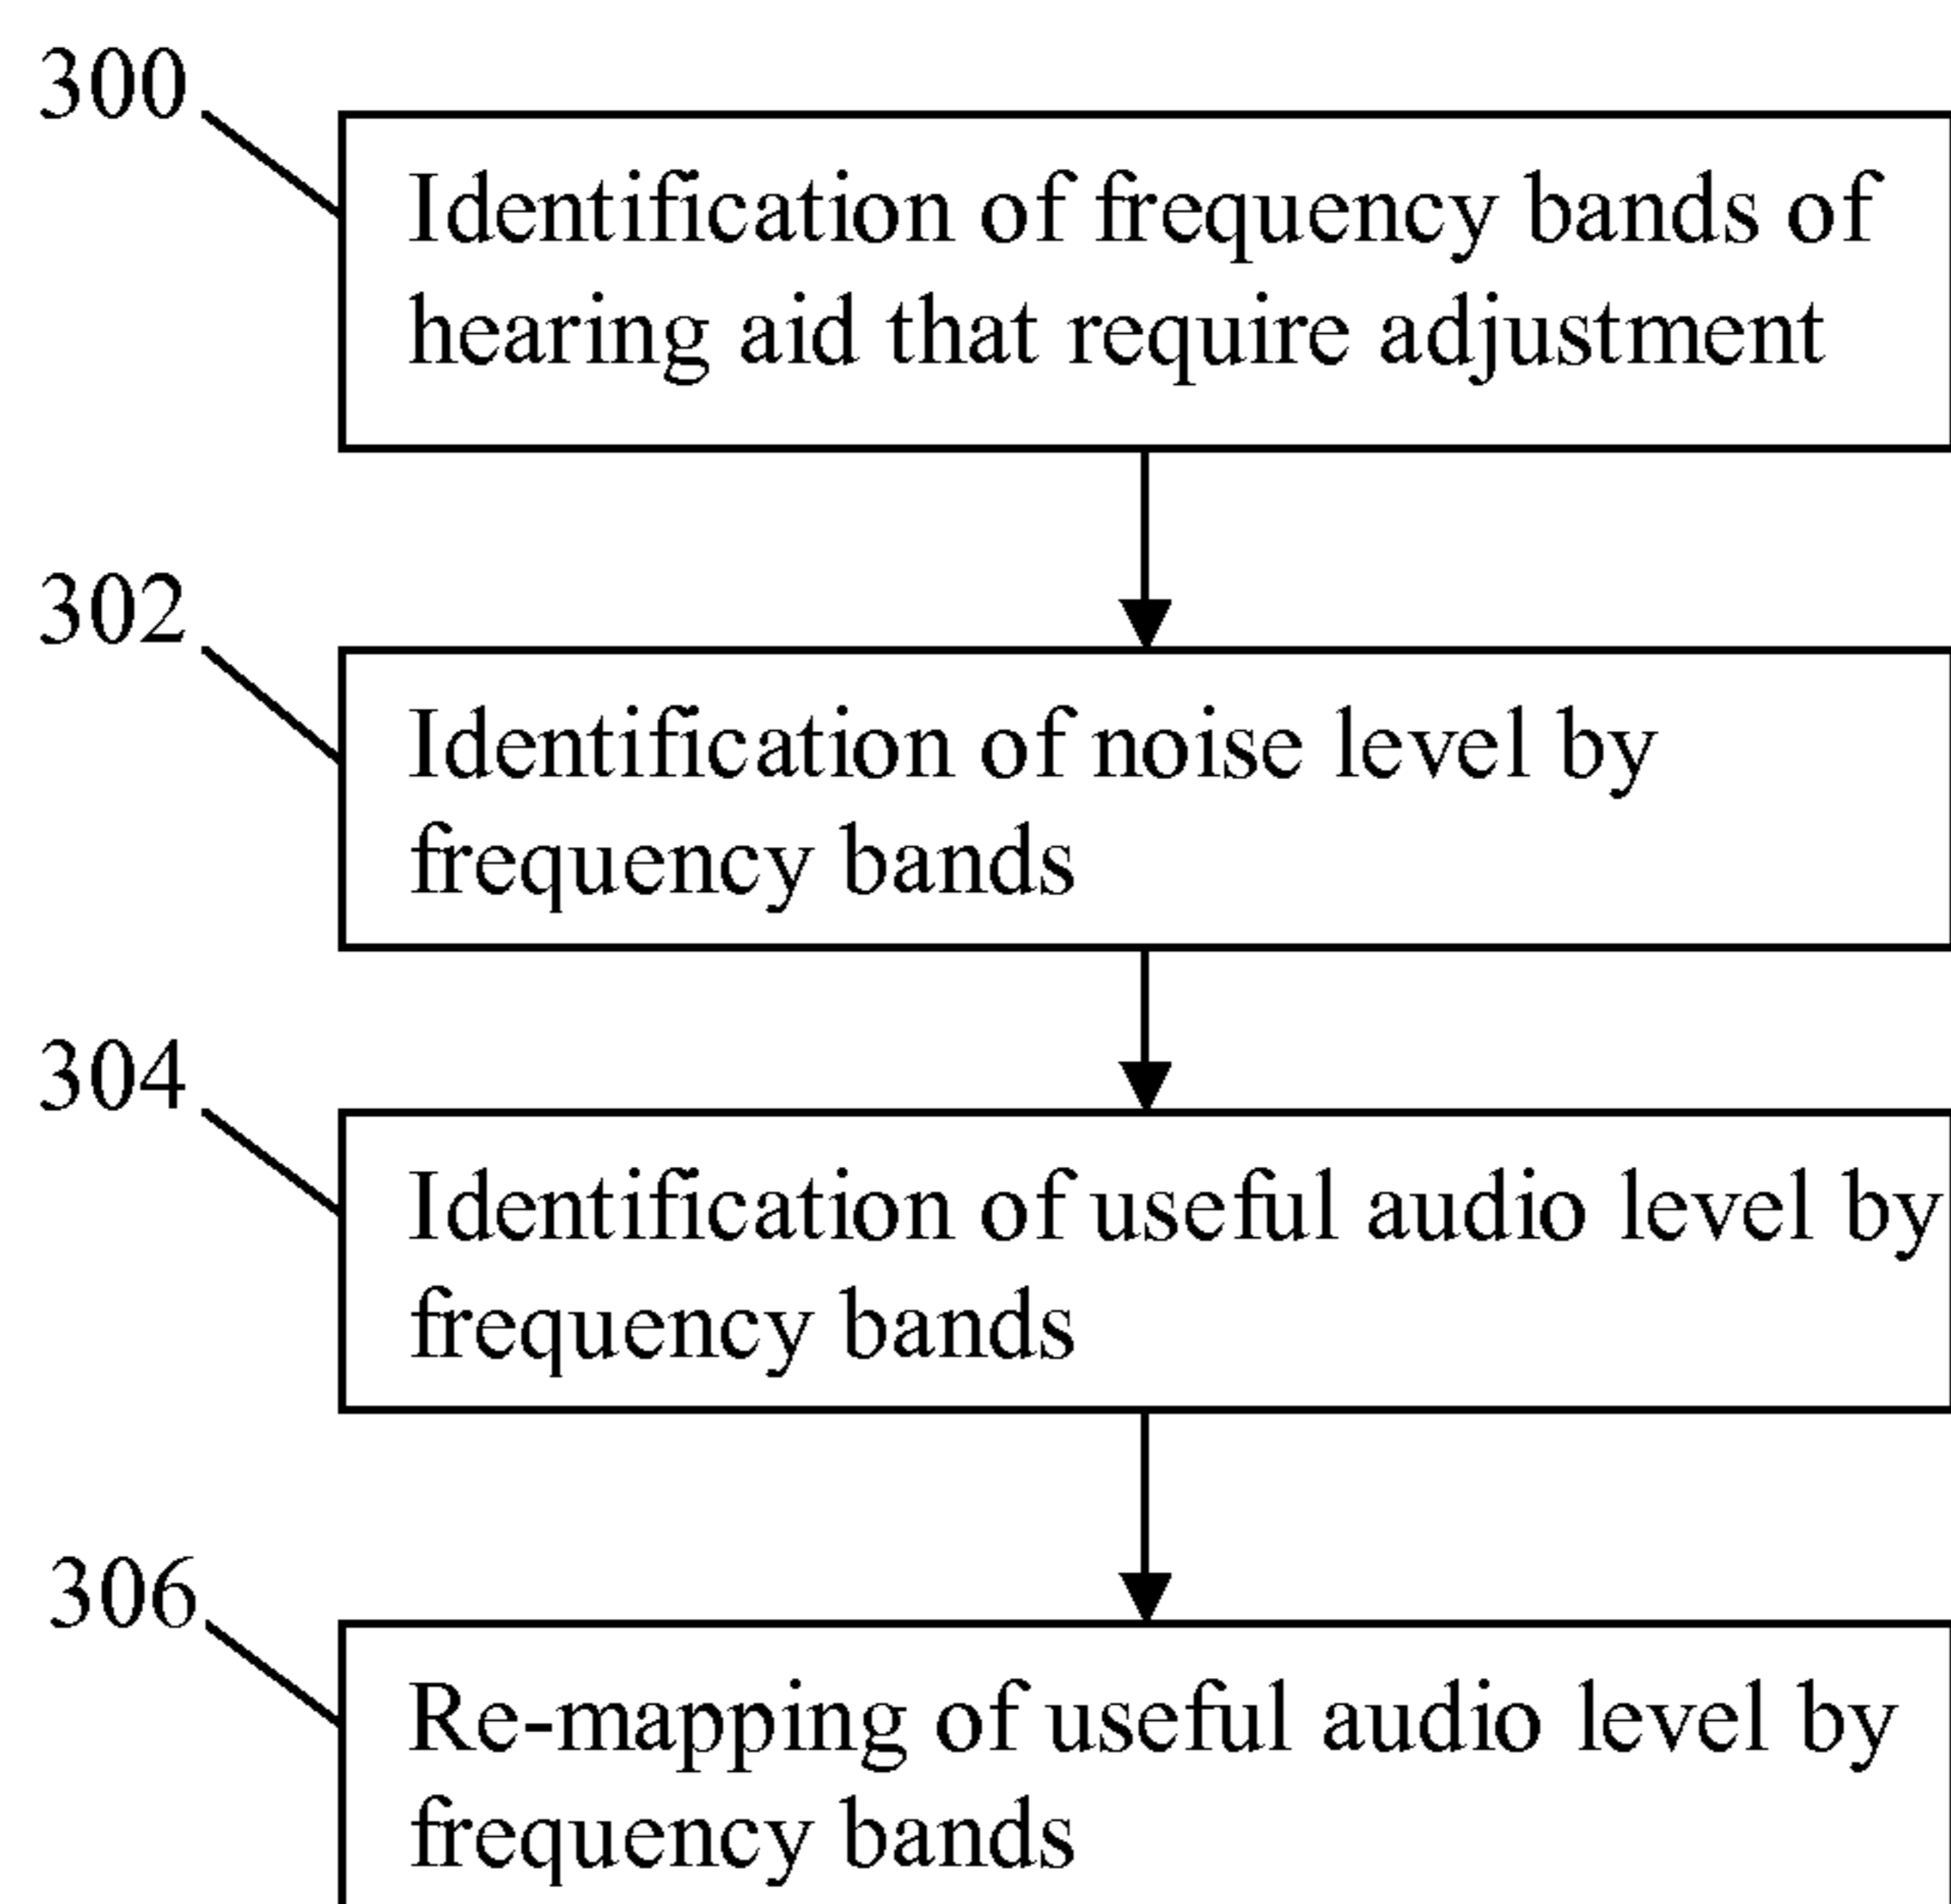 300
Identification of frequency bands of
hearing aid that require adjustment
302
Identification of noise level by
frequency bands
304
Identification of useful audio level by
frequency bands
306
Re-mapping of useful audio level by
frequency bands